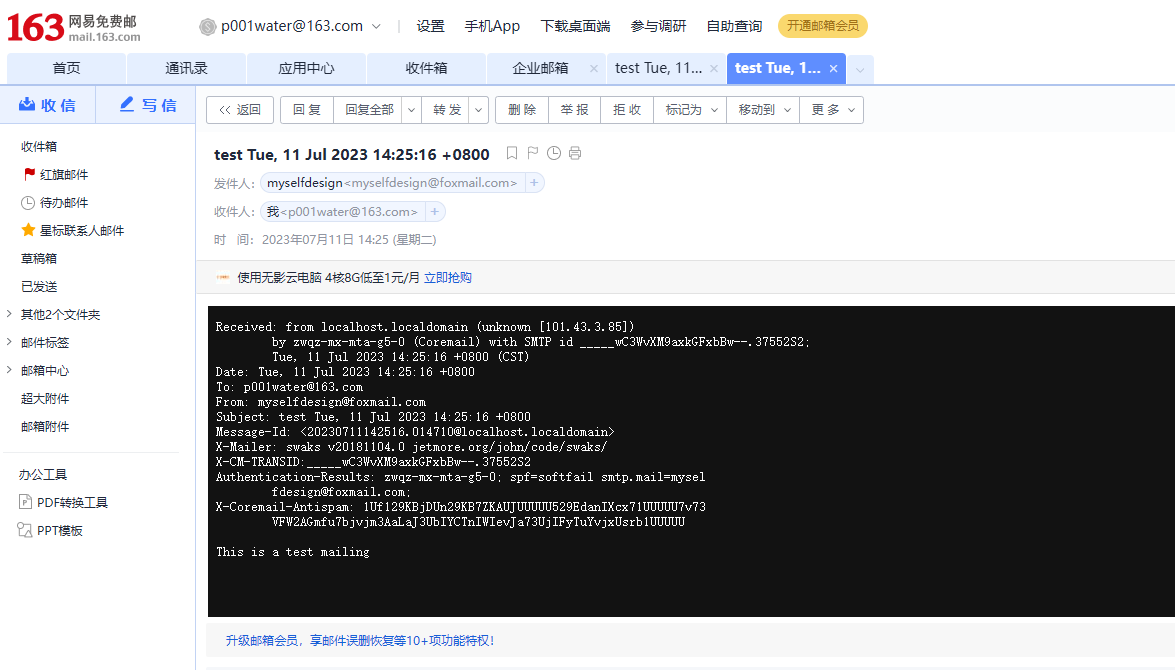 163 网易免费邮
mail.163.com
p001water@163.com
设置 手机App 下载桌面端 参与调研 自助查询 开通邮箱会员
首页 通讯录 应用中心 收件箱 企业邮箱 × test Tue, 11... × test Tue, 1... ×
收 信 写 信
<< 返回 回 复 回复全部 转 发 删 除 举 报 拒 收 标记为 移动到 更 多
收件箱
红旗邮件
待办邮件
星标联系人邮件
草稿箱
已发送
其他2个文件夹
邮件标签
邮箱中心
超大附件
邮箱附件
办公工具
PDF转换工具
PPT模板
test Tue, 11 Jul 2023 14:25:16 +0800
发件人： myselfdesign<myselfdesign@foxmail.com> +
收件人： 我<p001water@163.com> +
时 间： 2023年07月11日 14:25 (星期二)
使用无影云电脑 4核8G低至1元/月 立即抢购
Received: from localhost.localdomain (unknown [101.43.3.85])
by zwqz-mx-mta-g5-0 (Coremail) with SMTP id _____wC3WvXM9axkGFxbBw--.37552S2;
Tue, 11 Jul 2023 14:25:16 +0800 (CST)
Date: Tue, 11 Jul 2023 14:25:16 +0800
To: p001water@163.com
From: myselfdesign@foxmail.com
Subject: test Tue, 11 Jul 2023 14:25:16 +0800
Message-Id: <20230711142516.014710@localhost.localdomain>
X-Mailer: swaks v20181104.0 jetmore.org/john/code/swaks/
X-CM-TRANSID:_____wC3WvXM9axkGFxbBw--.37552S2
Authentication-Results: zwqz-mx-mta-g5-0; spf=softfail smtp.mail=mysel
fdesign@foxmail.com;
X-Coremail-Antispam: 1Uf129KBjDUn29KB7ZKAUJUUUUU529EdanIXcx71UUUUU7v73
VFW2AGmfu7bjvjm3AaLaJ3UbIYCTnIWIevJa73UjIFyTuYvjxUsrb1UUUUU
This is a test mailing
升级邮箱会员，享邮件误删恢复等10+项功能特权！